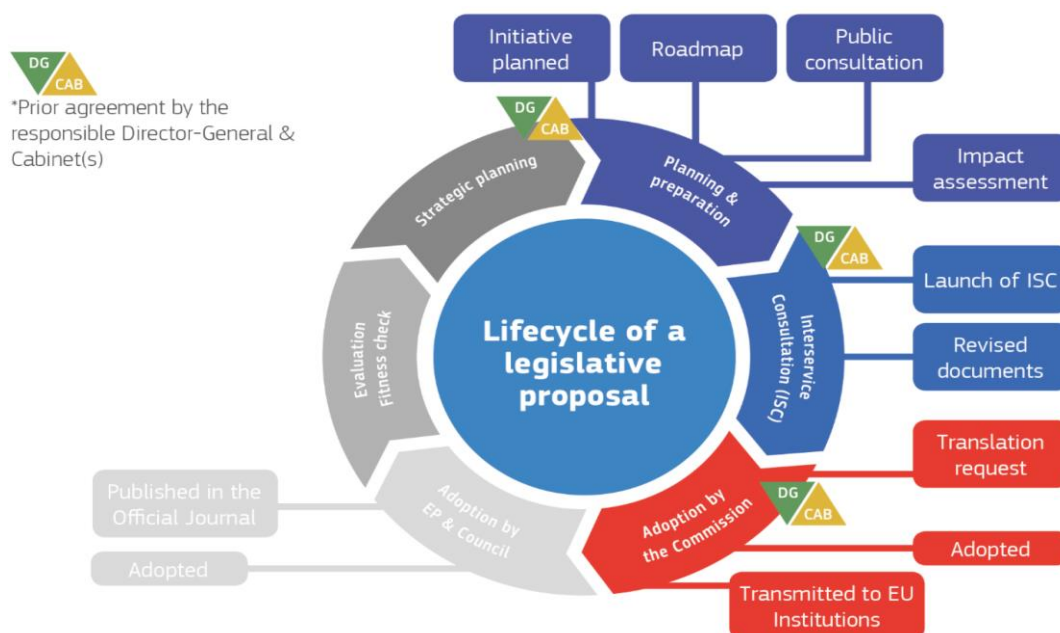 DG
CAB
*Prior agreement by the
responsible Director-General &
Cabinet(s)
Initiative
planned
Roadmap
Public
consultation
Impact
assessment
DG
CAB
Strategic planning
Planning &
preparation
DG
CAB
Launch of ISC
Interservice
Consultation (ISC)
Revised
documents
Evaluation
Fitness check
Lifecycle of a
legislative
proposal
Translation
request
DG
CAB
Adoption by
the Commission
Adopted
Transmitted to EU
Institutions
Adoption by
EP & Council
Published in the
Official Journal
Adopted